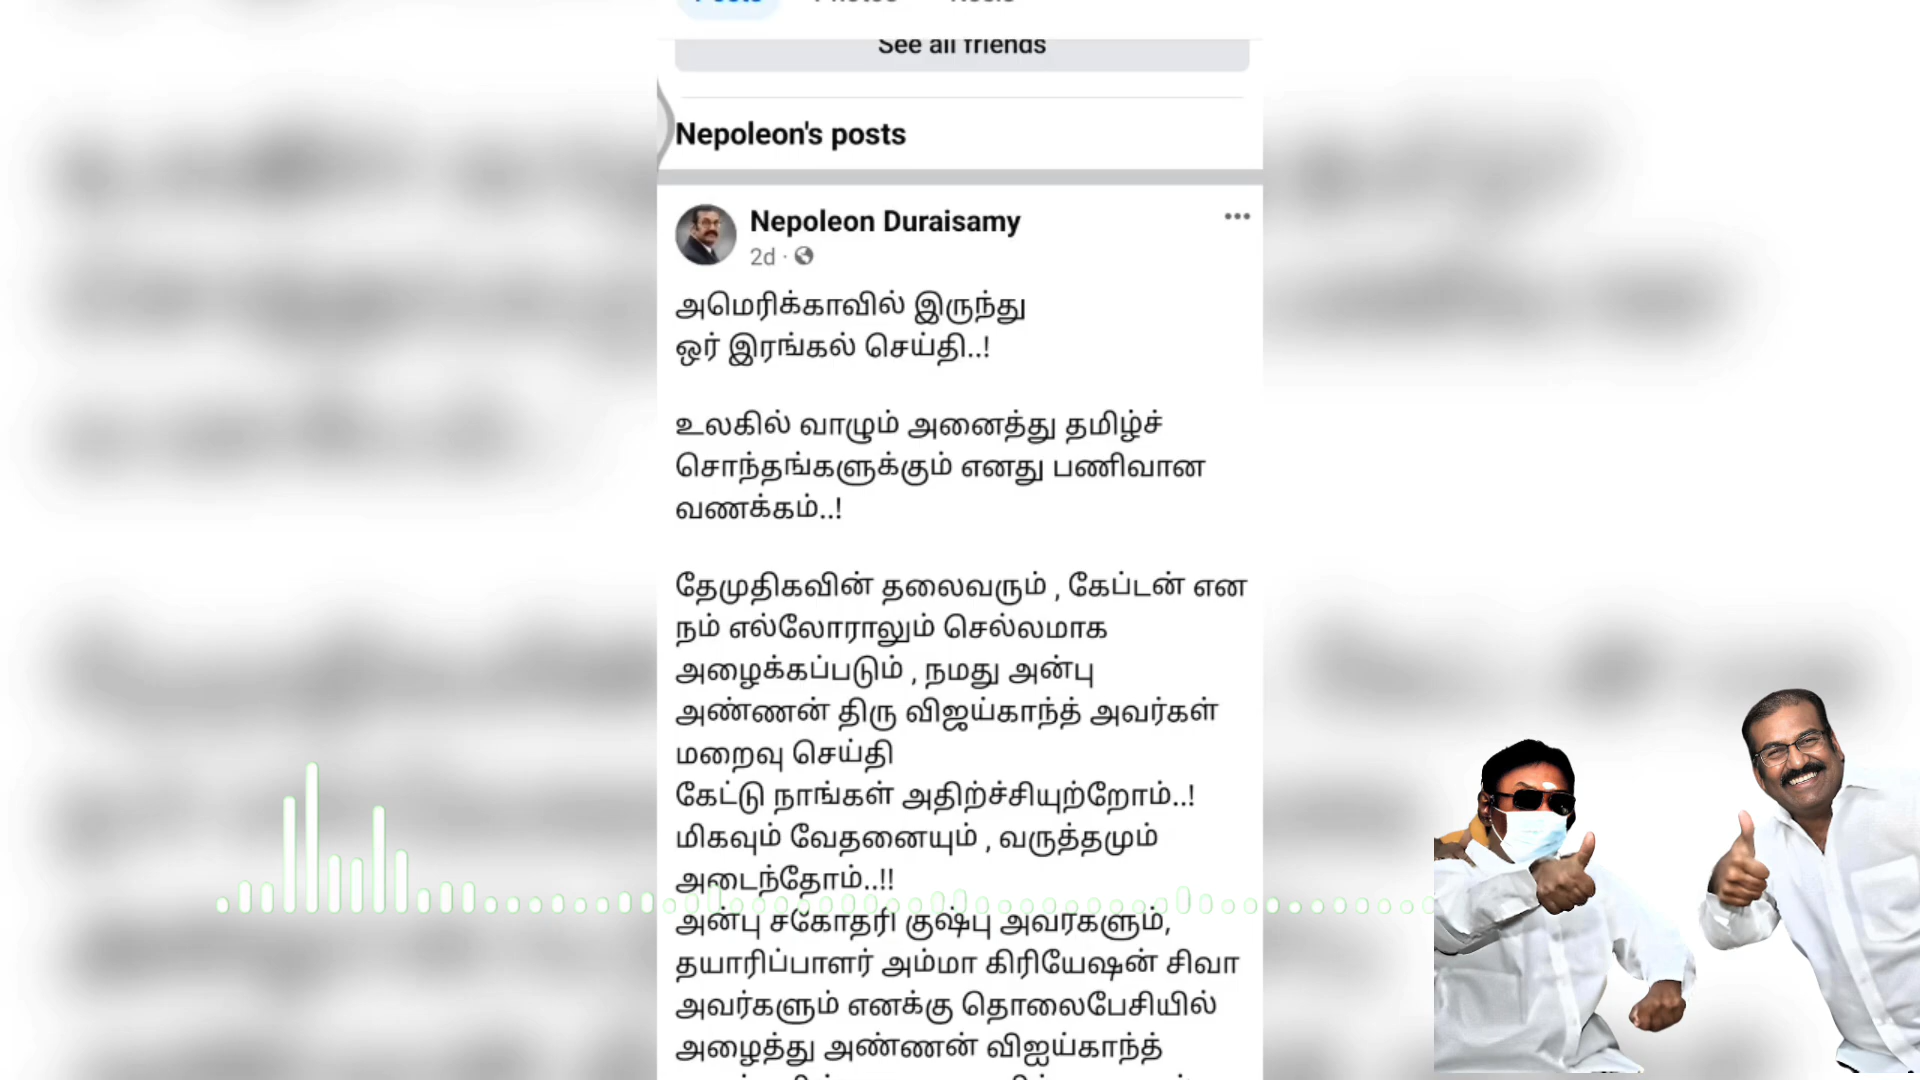 See all friends
Nepoleon's posts
Nepoleon Duraisamy
2d ·
அமெரிக்காவில் இருந்து
ஒர் இரங்கல் செய்தி..!
உலகில் வாழும் அனைத்து தமிழ்ச்
சொந்தங்களுக்கும் எனது பணிவான
வணக்கம்..!
தேமுதிகவின் தலைவரும் , கேப்டன் என
நம் எல்லோராலும் செல்லமாக
அழைக்கப்படும் , நமது அன்பு
அண்ணன் திரு விஜய்காந்த் அவர்கள்
மறைவு செய்தி
கேட்டு நாங்கள் அதிற்ச்சியுற்றோம்..!
மிகவும் வேதனையும் , வருத்தமும்
அடைந்தோம்..!!
அன்பு சகோதரி குஷ்பு அவர்களும்,
தயாரிப்பாளர் அம்மா கிரியேஷன் சிவா
அவர்களும் எனக்கு தொலைபேசியில்
அழைத்து அண்ணன் விஜய்காந்த்